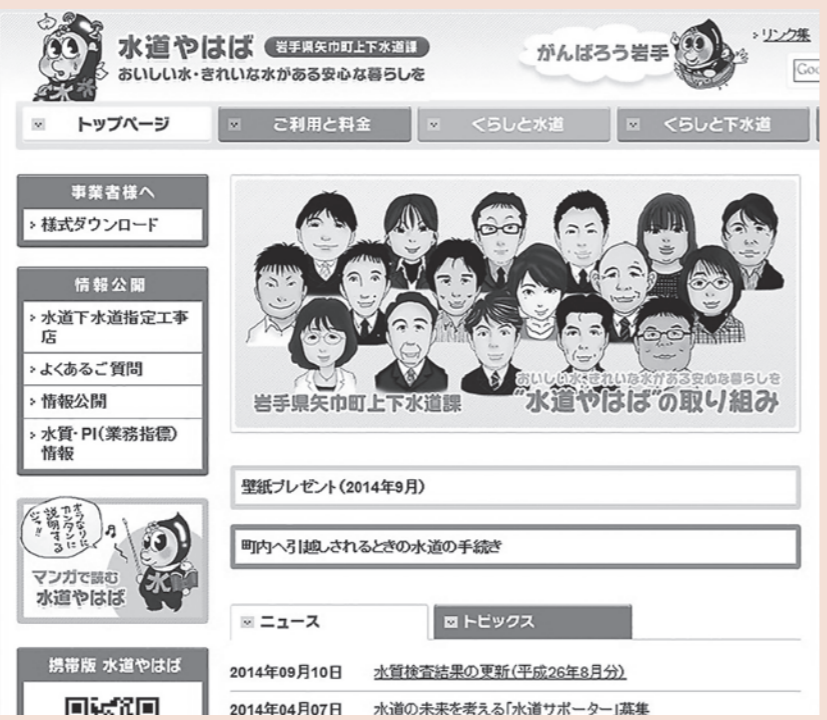 水道やはば 岩手県矢巾町上下水道課
おいしい水・きれいな水がある安心な暮らしを
がんばろう岩手
リンク集
Goo
トップページ
ご利用と料金
くらしと水道
くらしと下水道
事業者様へ
様式ダウンロード
情報公開
水道下水道指定工事
店
よくあるご質問
情報公開
水質・PI(業務指標)
情報
オラなりに
カンタンに
説明する
ジョ!!
マンガで読む
水道やはば
水
携帯版 水道やはば
おいしい水・きれいな水がある安心な暮らしを
岩手県矢巾町上下水道課
"水道やはば"の取り組み
壁紙プレゼント(2014年9月)
町内へ引越しされるときの水道の手続き
ニュース
トピックス
2014年09月10日 水質検査結果の更新(平成26年8月分)
2014年04月07日 水道の未来を考える「水道サポーター」募集